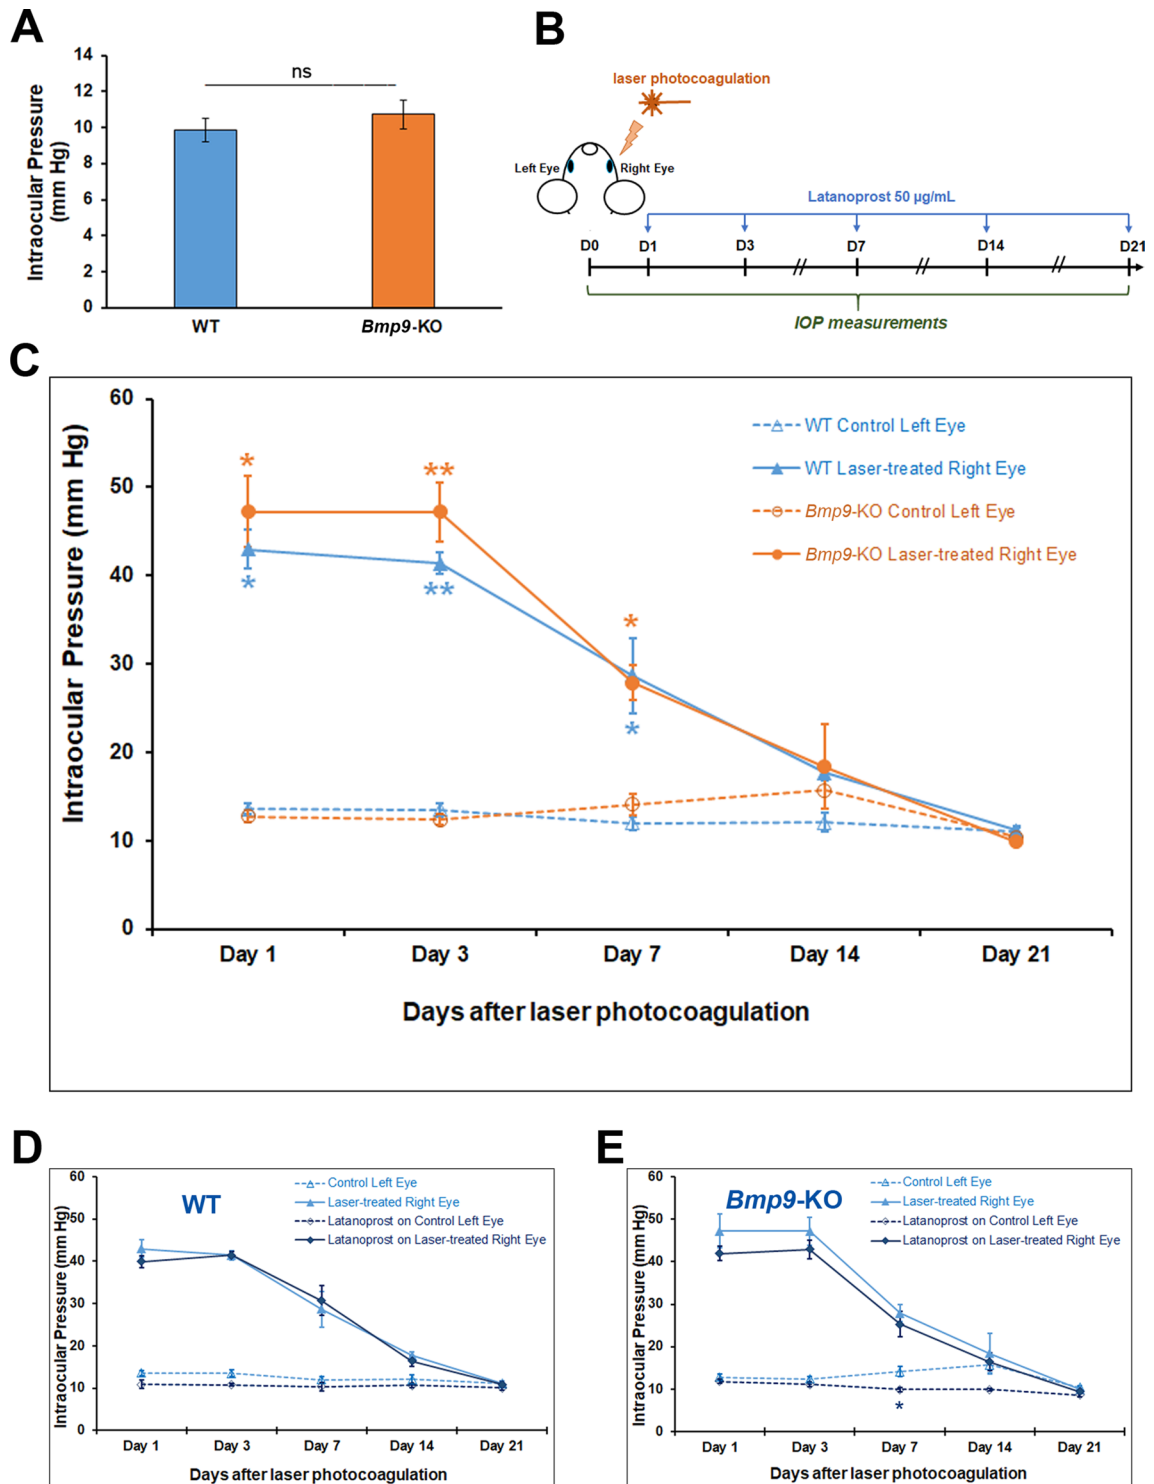 A
14
12
10
8
6
4
2
0
Intraocular Pressure
(mm Hg)
ns
WT
Bmp9-KO
B
laser photocoagulation
Left Eye
Right Eye
Latanoprost 50 µg/mL
D0 D1 D3 D7 D14 D21
IOP measurements
C
60
50
40
30
20
10
0
Intraocular Pressure (mm Hg)
WT Control Left Eye
WT Laser-treated Right Eye
Bmp9-KO Control Left Eye
Bmp9-KO Laser-treated Right Eye
*
**
*
*
**
*
Day 1 Day 3 Day 7 Day 14 Day 21
Days after laser photocoagulation
D
60
50
40
30
20
10
0
Intraocular Pressure (mm Hg)
WT
Control Left Eye
Laser-treated Right Eye
Latanoprost on Control Left Eye
Latanoprost on Laser-treated Right Eye
Day 1 Day 3 Day 7 Day 14 Day 21
Days after laser photocoagulation
E
60
50
40
30
20
10
0
Intraocular Pressure (mm Hg)
Bmp9-KO
Control Left Eye
Laser-treated Right Eye
Latanoprost on Control Left Eye
Latanoprost on Laser-treated Right Eye
*
Day 1 Day 3 Day 7 Day 14 Day 21
Days after laser photocoagulation